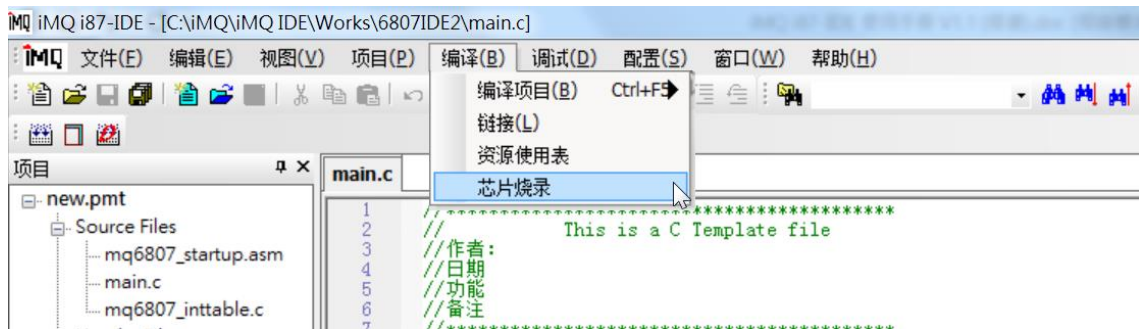 iMQ iMQ i87-IDE - [C:\iMQ\iMQ IDE\Works\6807IDE2\main.c]
iMQ 文件(F) 编辑(E) 视图(V) 项目(P) 编译(B) 调试(D) 配置(S) 窗口(W) 帮助(H)
编译项目(B) Ctrl+F5
链接(L)
资源使用表
芯片烧录
项目
main.c
new.pmt
Source Files
mq6807_startup.asm
main.c
mq6807_inttable.c
1
2 // This is a C Template file
3 //作者:
4 //日期
5 //功能
6 //备注